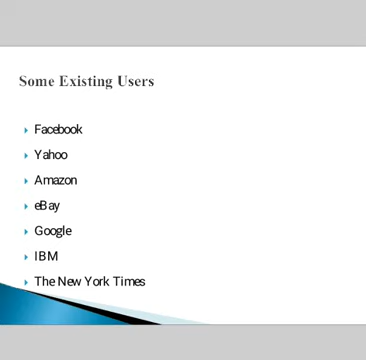 Some Existing Users
Facebook
Yahoo
Amazon
eBay
Google
IBM
The New York Times